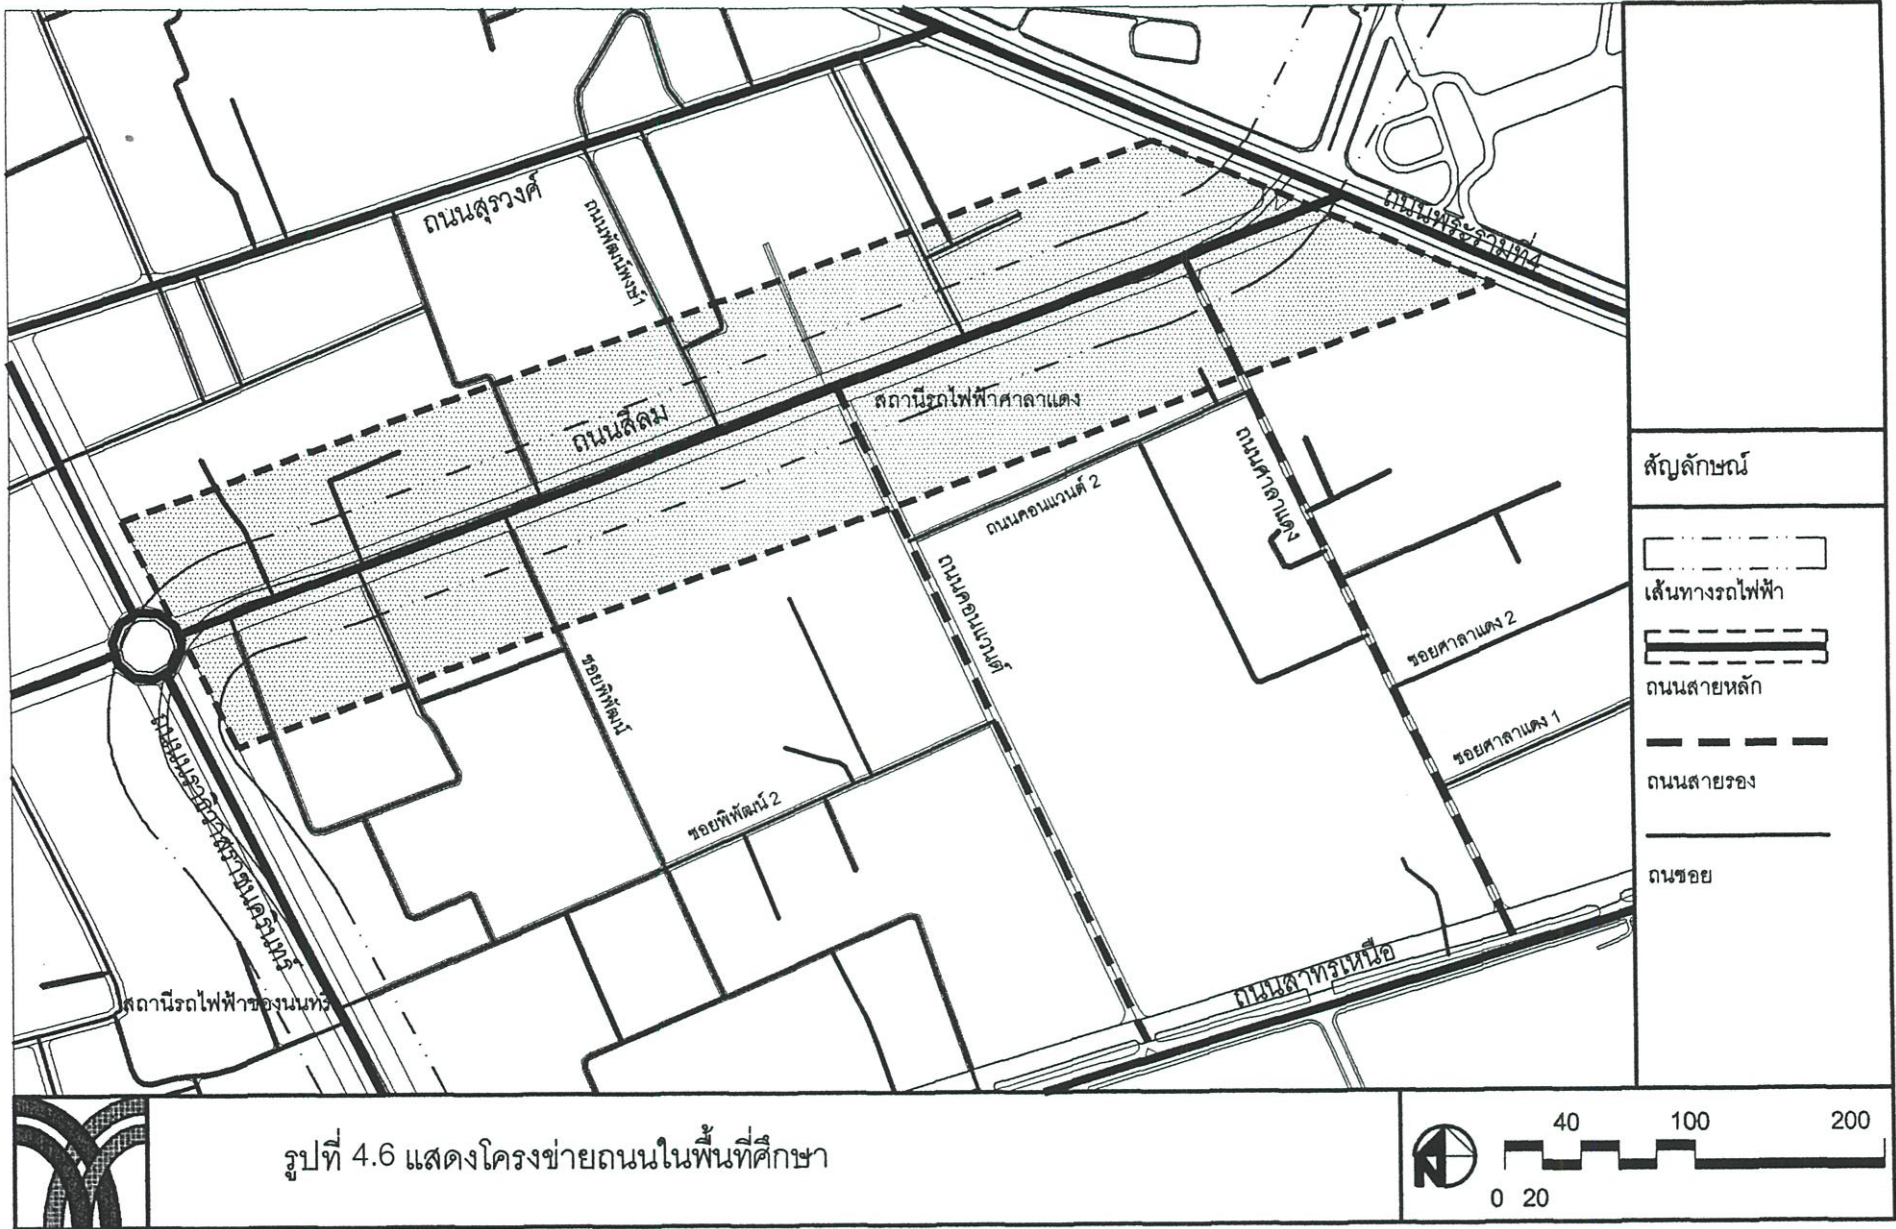 ถนนสุรวงศ์
ถนนพัฒน์พงษ์1
ถนนพระรามที่4
สถานีรถไฟฟ้าศาลาแดง
ถนนสีลม
ถนนศาลาแดง
ถนนคอนแวนต์ 2
ถนนคอนแวนต์
ซอยศาลาแดง 2
ซอยพิพัฒน์
ซอยศาลาแดง 1
ซอยพิพัฒน์ 2
ถนนนราธิวาสราชนครินทร์
ถนนสาทรเหนือ
สถานีรถไฟฟ้าช่องนนทรี
สัญลักษณ์
เส้นทางรถไฟฟ้า
ถนนสายหลัก
ถนนสายรอง
ถนซอย
รูปที่ 4.6 แสดงโครงข่ายถนนในพื้นที่ศึกษา
N
40 100 200
0 20